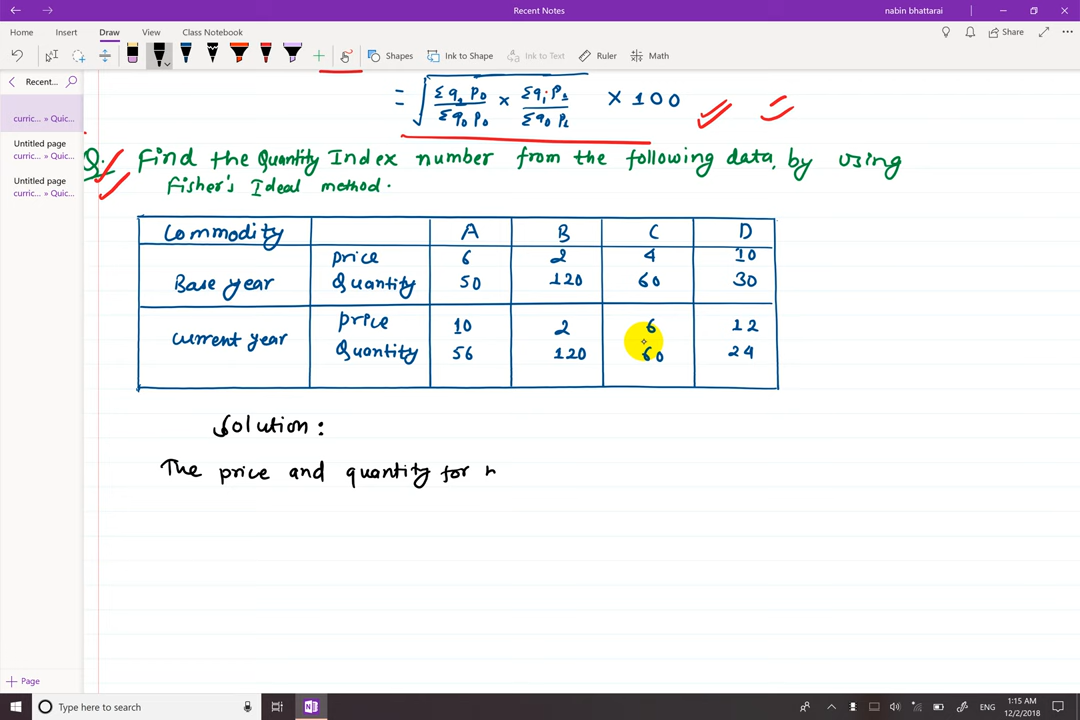 Recent Notes
nabin bhattarai
Home Insert Draw View Class Notebook
Share
Shapes Ink to Shape Ink to Text Ruler Math
Recent...
curric... » Quic...
Untitled page
curric... » Quic...
Untitled page
curric... » Quic...
= √(Σq₁p₀/Σq₀p₀ × Σq₁p₁/Σq₀p₁) × 100
Q. Find the Quantity Index number from the following data, by using
Fisher's Ideal method.
Commodity A B C D
Base year
price 6 2 4 10
Quantity 50 120 60 30
Current year
price 10 2 6 12
Quantity 56 120 60 24
Solution:
The price and quantity for
+ Page
Type here to search
ENG
1:15 AM
12/2/2018